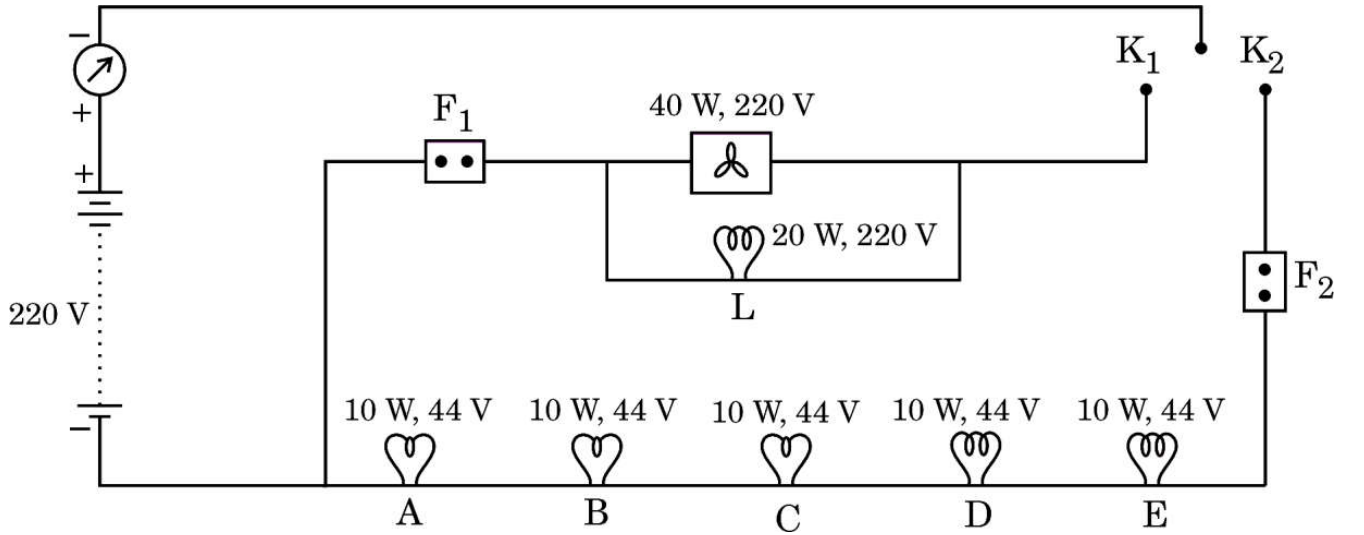 K₁ K₂
F₁ 40 W, 220 V
20 W, 220 V
L
F₂
220 V
10 W, 44 V 10 W, 44 V 10 W, 44 V 10 W, 44 V 10 W, 44 V
A B C D E